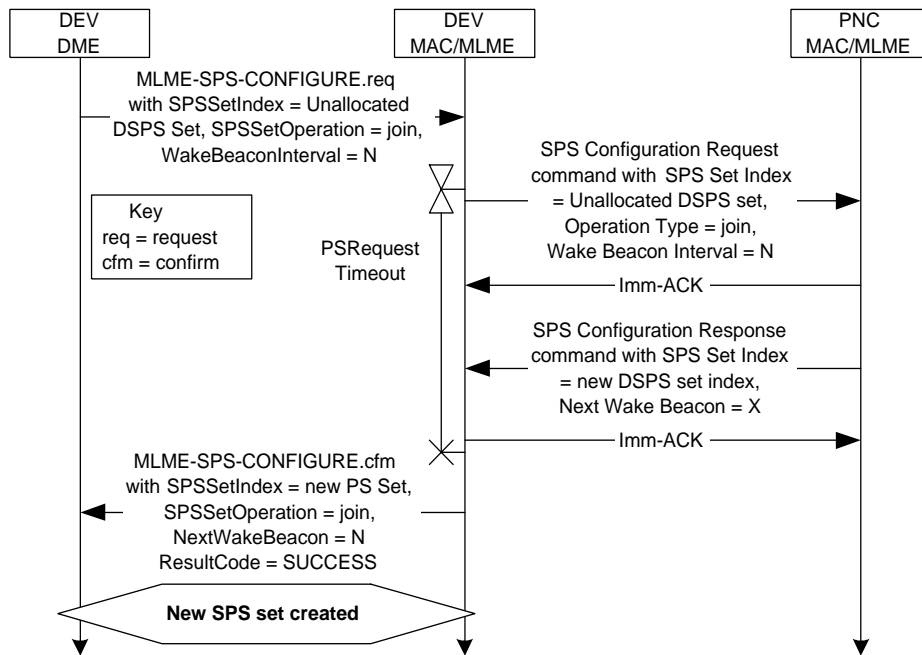 DEV
DME
DEV
MAC/MLME
PNC
MAC/MLME
MLME-SPS-CONFIGURE.req
with SPSSetIndex = Unallocated
DSPS Set, SPSSetOperation = join,
WakeBeaconInterval = N
SPS Configuration Request
command with SPS Set Index
= Unallocated DSPS set,
Operation Type = join,
Wake Beacon Interval = N
Key
req = request
cfm = confirm
PSRequest
Timeout
Imm-ACK
SPS Configuration Response
command with SPS Set Index
= new DSPS set index,
Next Wake Beacon = X
Imm-ACK
MLME-SPS-CONFIGURE.cfm
with SPSSetIndex = new PS Set,
SPSSetOperation = join,
NextWakeBeacon = N
ResultCode = SUCCESS
New SPS set created